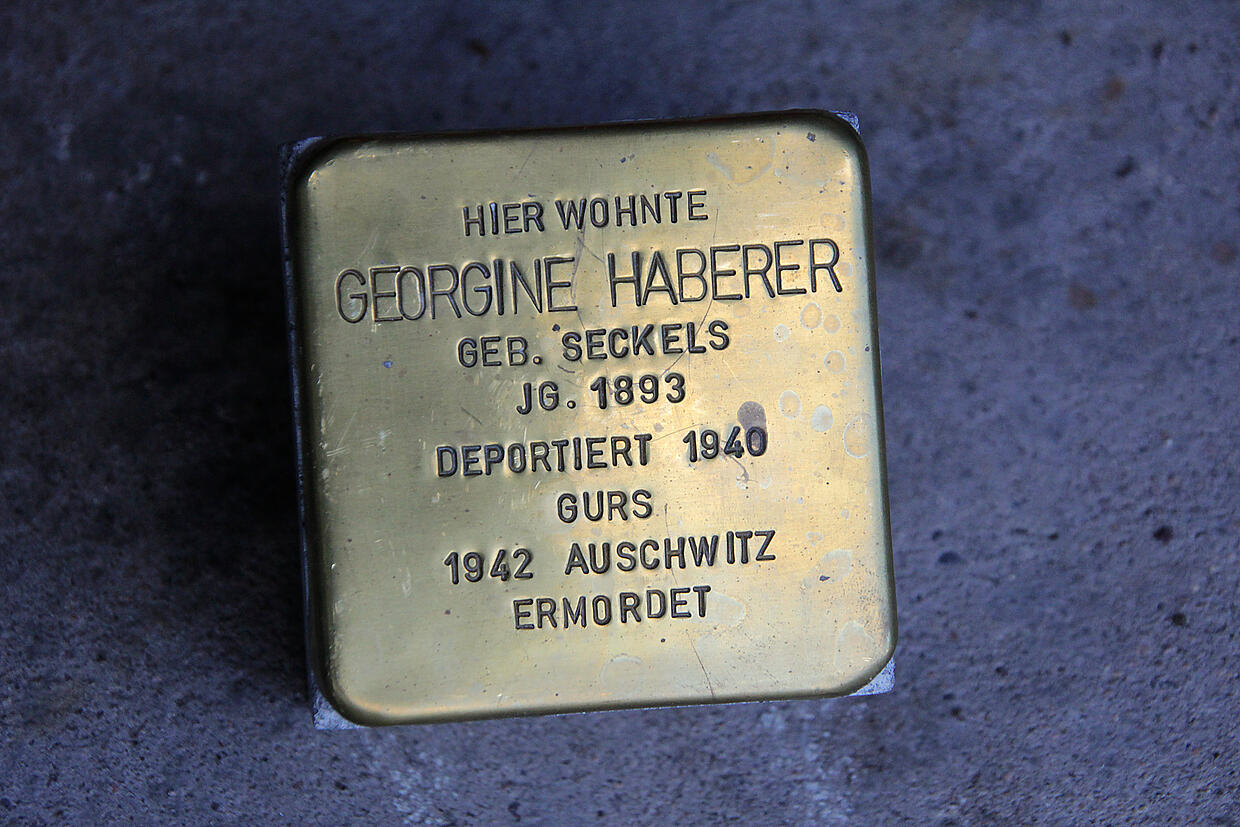 HIER WOHNTE
GEORGINE HABERER
GEB. SECKELS
JG. 1893
DEPORTIERT 1940
GURS
1942 AUSCHWITZ
ERMORDET